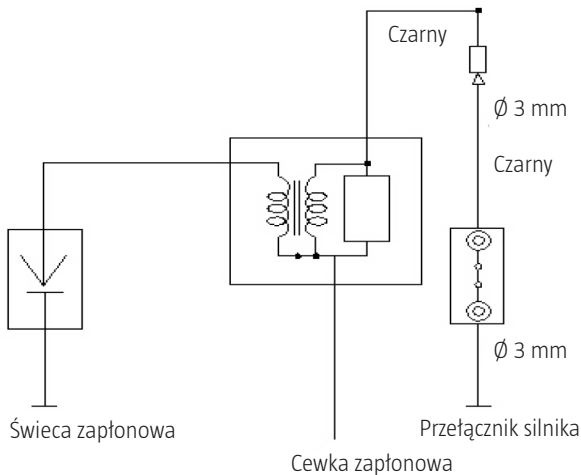 Czarny
Ø 3 mm
Czarny
Ø 3 mm
Świeca zapłonowa
Przełącznik silnika
Cewka zapłonowa